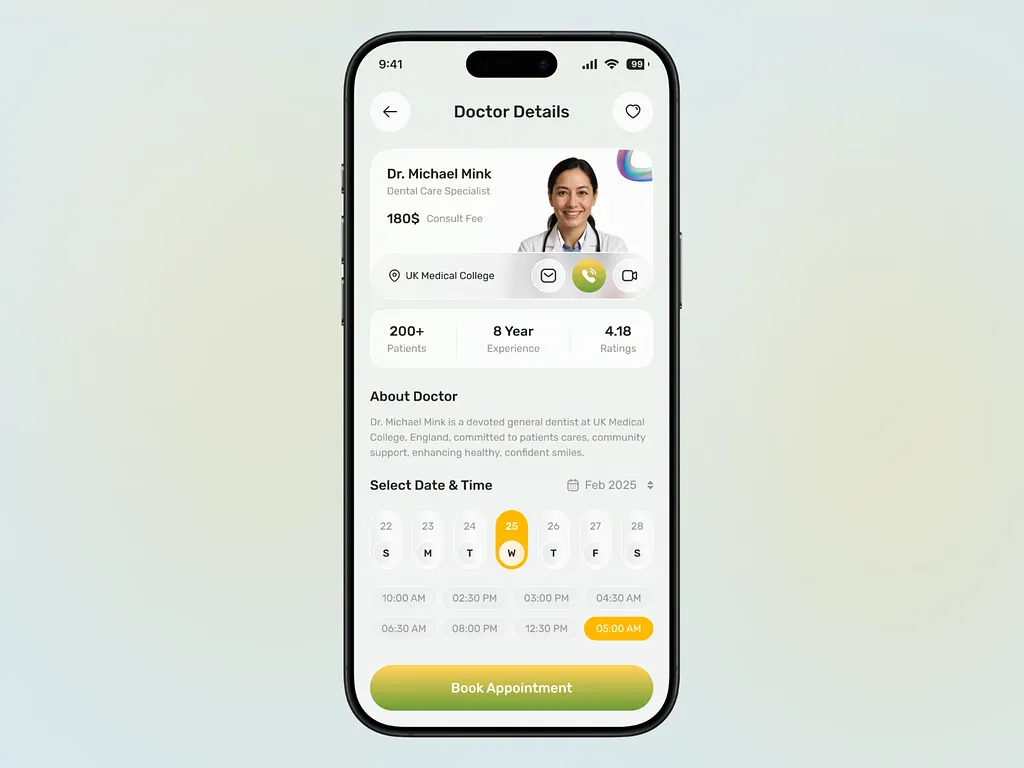 9:41
99
Doctor Details
Dr. Michael Mink
Dental Care Specialist
180$ Consult Fee
UK Medical College
200+ 8 Year 4.18
Patients Experience Ratings
About Doctor
Dr. Michael Mink is a devoted general dentist at UK Medical
College, England, committed to patients cares, community
support, enhancing healthy, confident smiles.
Select Date & Time Feb 2025
22 23 24 25 26 27 28
S M T W T F S
10:00 AM 02:30 PM 03:00 PM 04:30 AM
06:30 AM 08:00 PM 12:30 PM 05:00 AM
Book Appointment